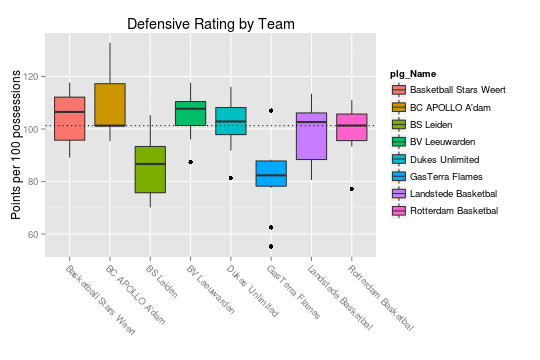 Defensive Rating by Team
Points per 100 possessions
120
100
80
60
Basketball Stars Weert
BC APOLLO A'dam
BS Leiden
BV Leeuwarden
Dukes Unlimited
GasTerra Flames
Landstede Basketbal
Rotterdam Basketbal
plg_Name
Basketball Stars Weert
BC APOLLO A'dam
BS Leiden
BV Leeuwarden
Dukes Unlimited
GasTerra Flames
Landstede Basketbal
Rotterdam Basketbal